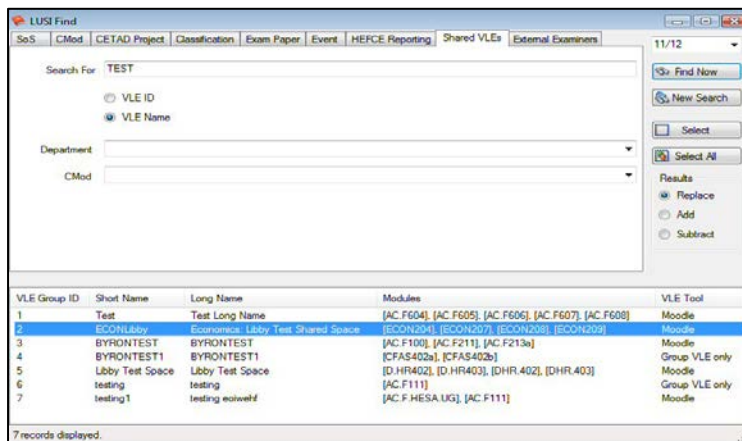 LUSI Find
SoS CMod CETAD Project Classification Exam Paper Event HEFCE Reporting Shared VLEs External Examiners
11/12
Search For TEST
Find Now
VLE ID
New Search
VLE Name
Select
Department
Select All
CMod
Results
Replace
Add
Subtract
VLE Group ID Short Name Long Name Modules VLE Tool
1 Test Test Long Name [AC.F604], [AC.F605], [AC.F606], [AC.F607], [AC.F608] Moodle
2 ECONLibby Economics: Libby Test Shared Space [ECON204], [ECON207], [ECON208], [ECON209] Moodle
3 BYRONTEST BYRONTEST [AC.F100], [AC.F211], [AC.F213a] Moodle
4 BYRONTEST1 BYRONTEST1 [CFAS402a], [CFAS402b] Group VLE only
5 Libby Test Space Libby Test Space [D.HR402], [D.HR403], [DHR.402], [DHR.403] Moodle
6 testing testing [AC.F111] Group VLE only
7 testing1 testing eoiwehf [AC.F.HESA.UG], [AC.F111] Moodle
7 records displayed.